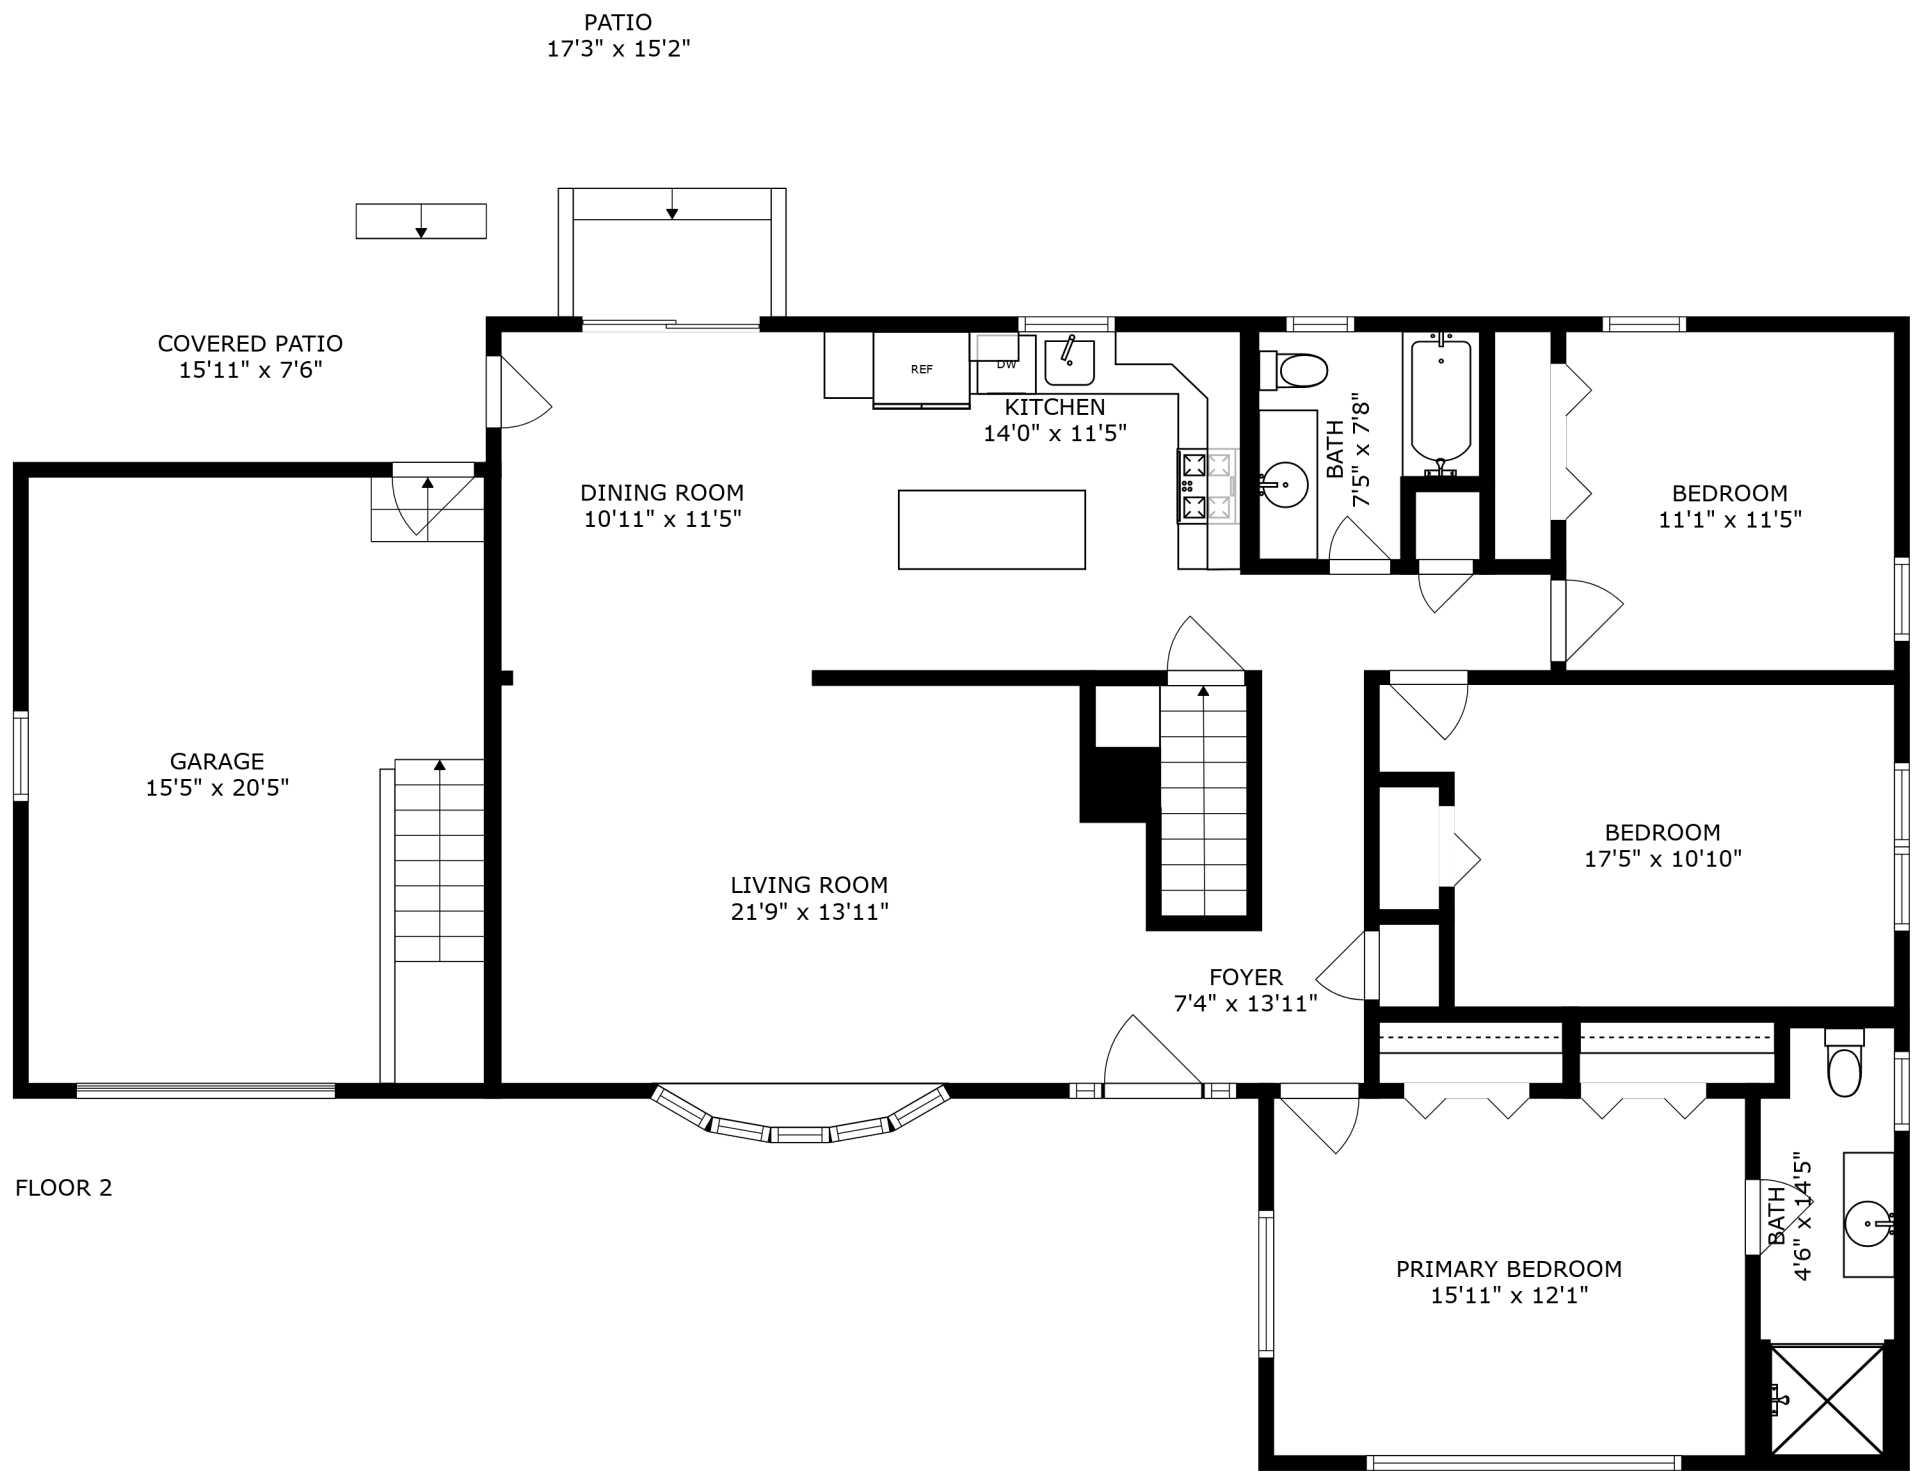 PATIO
17'3" x 15'2"
COVERED PATIO
15'11" x 7'6"
REF
DW
KITCHEN
14'0" x 11'5"
BATH
7'5" x 7'8"
DINING ROOM
10'11" x 11'5"
BEDROOM
11'1" x 11'5"
GARAGE
15'5" x 20'5"
LIVING ROOM
21'9" x 13'11"
BEDROOM
17'5" x 10'10"
FOYER
7'4" x 13'11"
FLOOR 2
BATH
4'6" x 14'5"
PRIMARY BEDROOM
15'11" x 12'1"